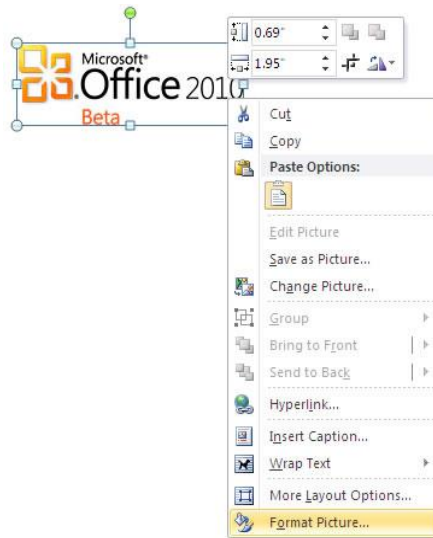 0.69"
1.95"
Microsoft®
Office 2010
Beta
Cut
Copy
Paste Options:
Edit Picture
Save as Picture...
Change Picture...
Group
Bring to Front
Send to Back
Hyperlink...
Insert Caption...
Wrap Text
More Layout Options...
Format Picture...